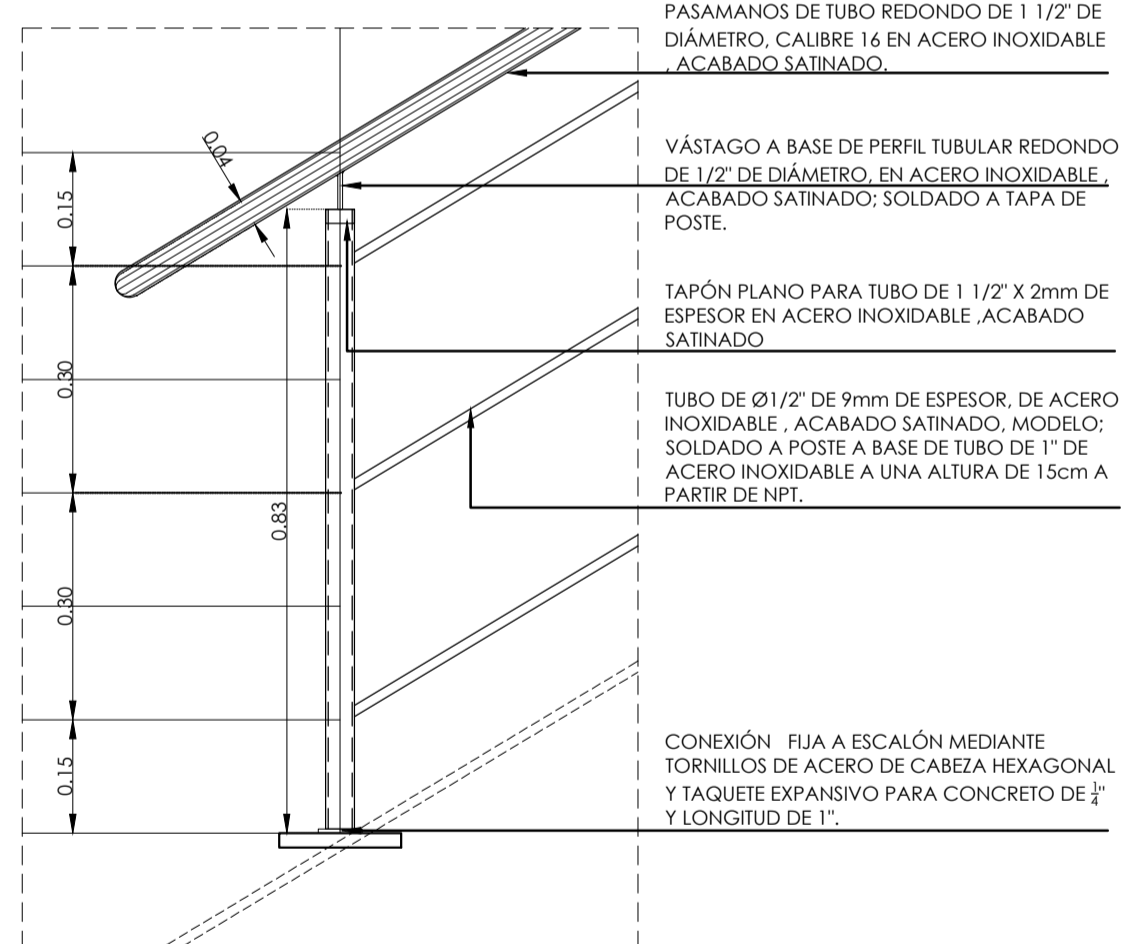 PASAMANOS DE TUBO REDONDO DE 1 1/2" DE
DIÁMETRO, CALIBRE 16 EN ACERO INOXIDABLE
, ACABADO SATINADO.
VÁSTAGO A BASE DE PERFIL TUBULAR REDONDO
DE 1/2" DE DIÁMETRO, EN ACERO INOXIDABLE ,
ACABADO SATINADO; SOLDADO A TAPA DE
POSTE.
TAPÓN PLANO PARA TUBO DE 1 1/2" X 2mm DE
ESPESOR EN ACERO INOXIDABLE ,ACABADO
SATINADO
TUBO DE Ø1/2" DE 9mm DE ESPESOR, DE ACERO
INOXIDABLE , ACABADO SATINADO, MODELO;
SOLDADO A POSTE A BASE DE TUBO DE 1" DE
ACERO INOXIDABLE A UNA ALTURA DE 15cm A
PARTIR DE NPT.
CONEXIÓN FIJA A ESCALÓN MEDIANTE
TORNILLOS DE ACERO DE CABEZA HEXAGONAL
Y TAQUETE EXPANSIVO PARA CONCRETO DE 1/4"
Y LONGITUD DE 1".
0.04
0.15
0.30
0.83
0.30
0.15